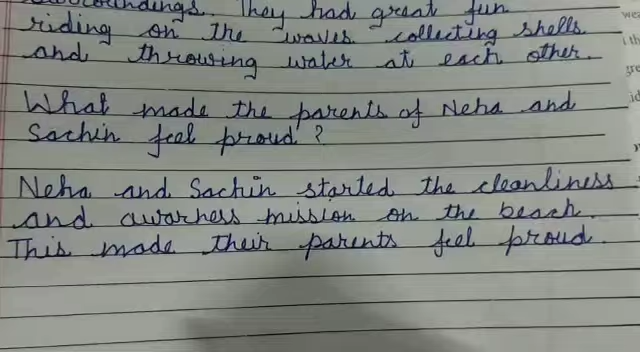 They had great fun
riding on the waves collecting shells
and throwing water at each other.
What made the parents of Neha and
Sachin feel proud?
Neha and Sachin started the cleanliness
and awarness mission on the beach.
This made their parents feel proud.